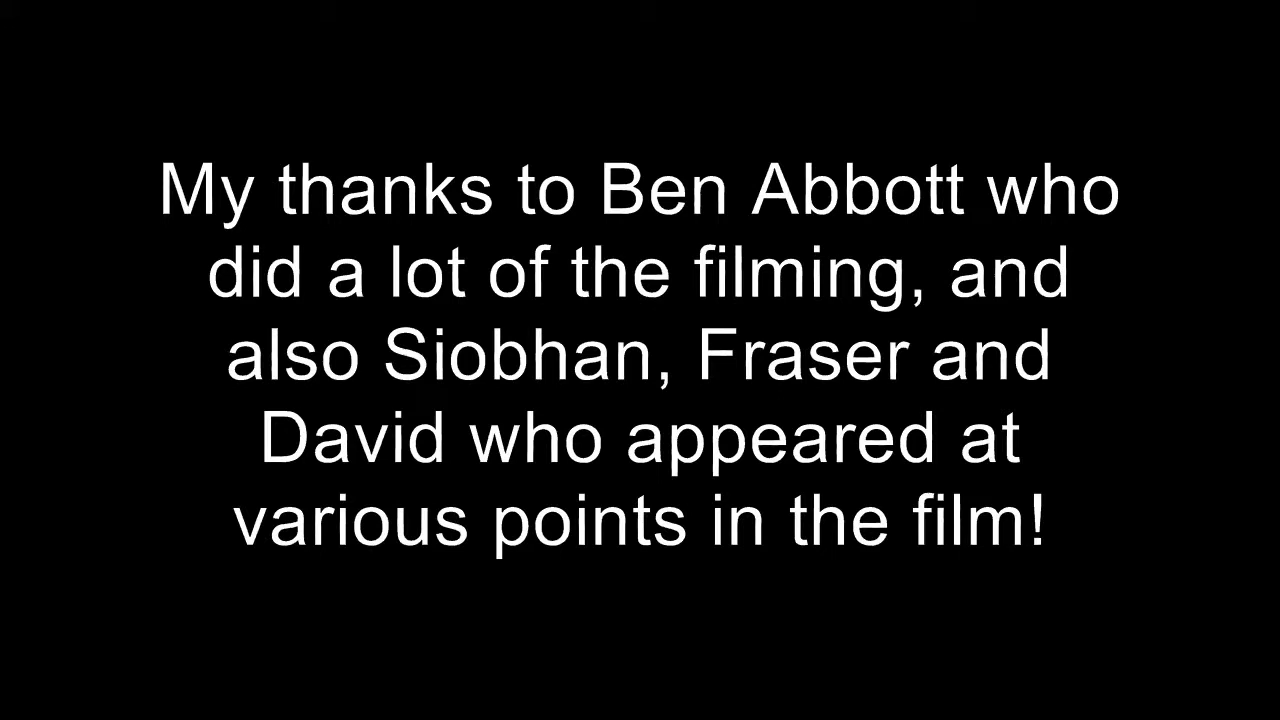 My thanks to Ben Abbott who
did a lot of the filming, and
also Siobhan, Fraser and
David who appeared at
various points in the film!